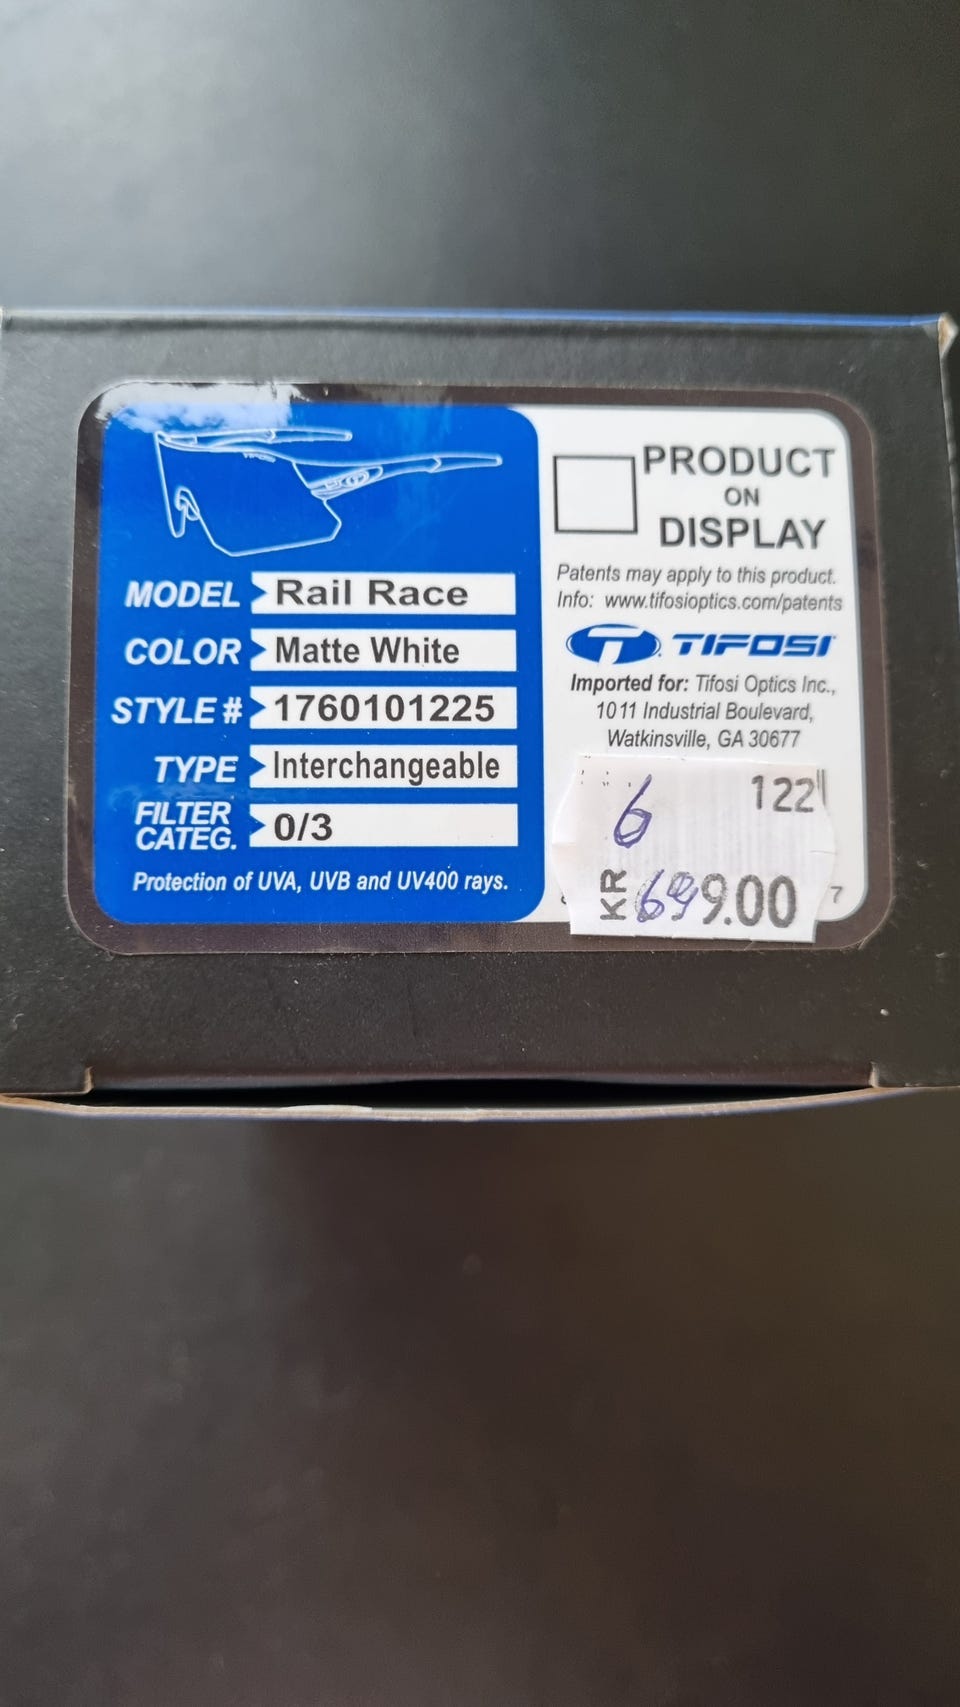 MODEL Rail Race
COLOR Matte White
STYLE # 1760101225
TYPE Interchangeable
FILTER
CATEG. 0/3
Protection of UVA, UVB and UV400 rays.
PRODUCT
ON
DISPLAY
Patents may apply to this product.
Info: www.tifosioptics.com/patents
T TIFOSI
Imported for: Tifosi Optics Inc.,
1011 Industrial Boulevard,
Watkinsville, GA 30677
6 122
KR 699.00
7